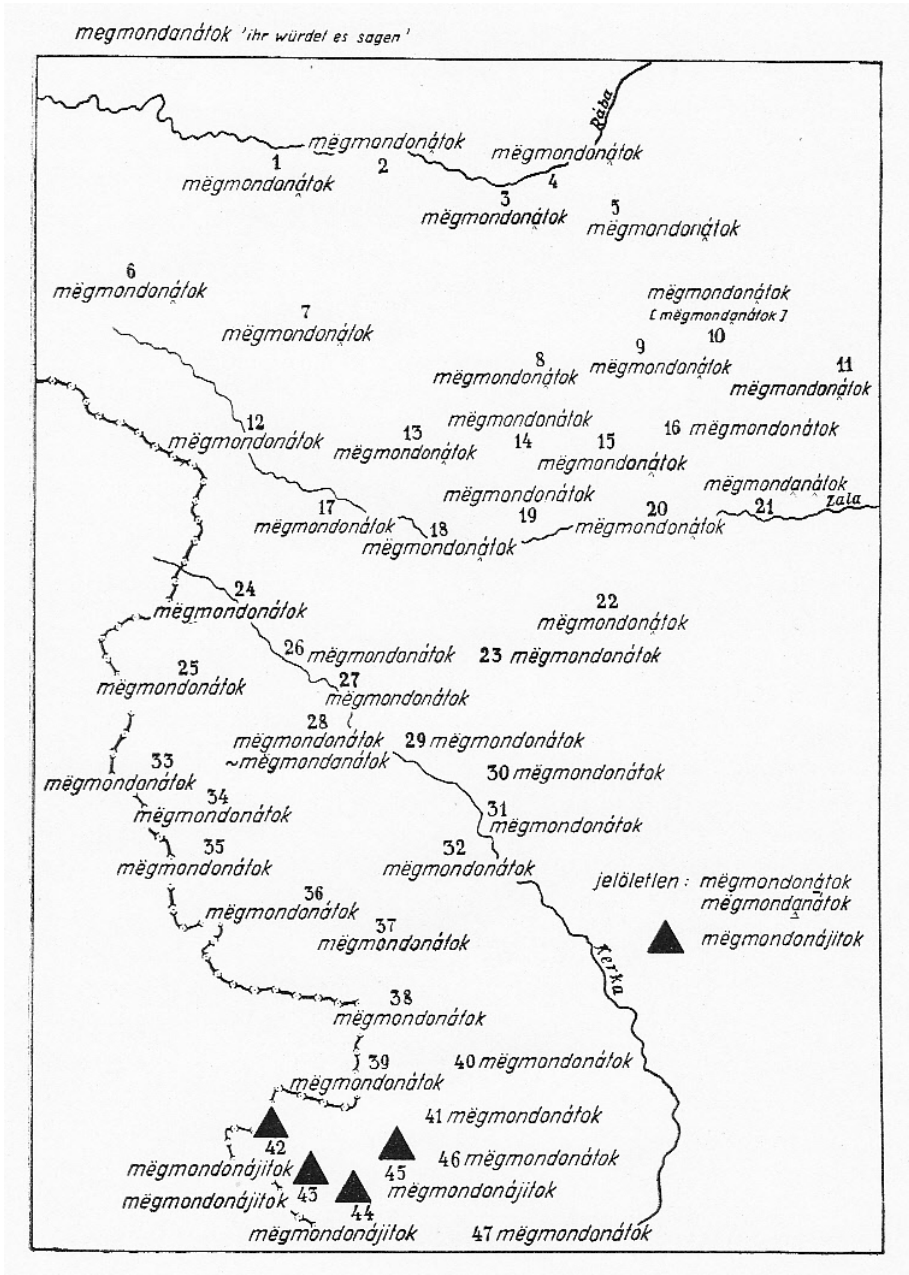 megmondanátok 'ihr würdet es sagen'
Rába
mëgmondonátok
mëgmondonátok
1
2
mëgmondonátok
4
3
mëgmondonátok
5
mëgmondonátok
6
mëgmondonátok
7
mëgmondonátok
mëgmondonátok
[mëgmondanátok]
10
9
mëgmondonátok
8
mëgmondonátok
11
mëgmondonátok
12
mëgmondonátok
13
mëgmondonátok
mëgmondonátok
14
15
mëgmondonátok
16 mëgmondonátok
mëgmondonátok
19
mëgmondanátok
21
Zala
17
mëgmondonátok
18
mëgmondonátok
20
mëgmondonátok
24
mëgmondonátok
22
mëgmondonátok
26 mëgmondonátok
23 mëgmondonátok
25
mëgmondonátok
27
mëgmondonátok
28
mëgmondonátok
~mëgmondanátok
29 mëgmondonátok
30 mëgmondonátok
33
mëgmondonátok
34
mëgmondonátok
31
mëgmondonátok
35
mëgmondonátok
32
mëgmondonátok
jelöletlen: mëgmondonátok
mëgmondanátok
mëgmondonájitok
36
mëgmondonátok
37
mëgmondonátok
Kerka
38
mëgmondonátok
39
mëgmondonátok
40 mëgmondonátok
41 mëgmondonátok
42
mëgmondonájitok
43
mëgmondonájitok
45
mëgmondonájitok
46 mëgmondonátok
44
mëgmondonájitok
47 mëgmondonátok